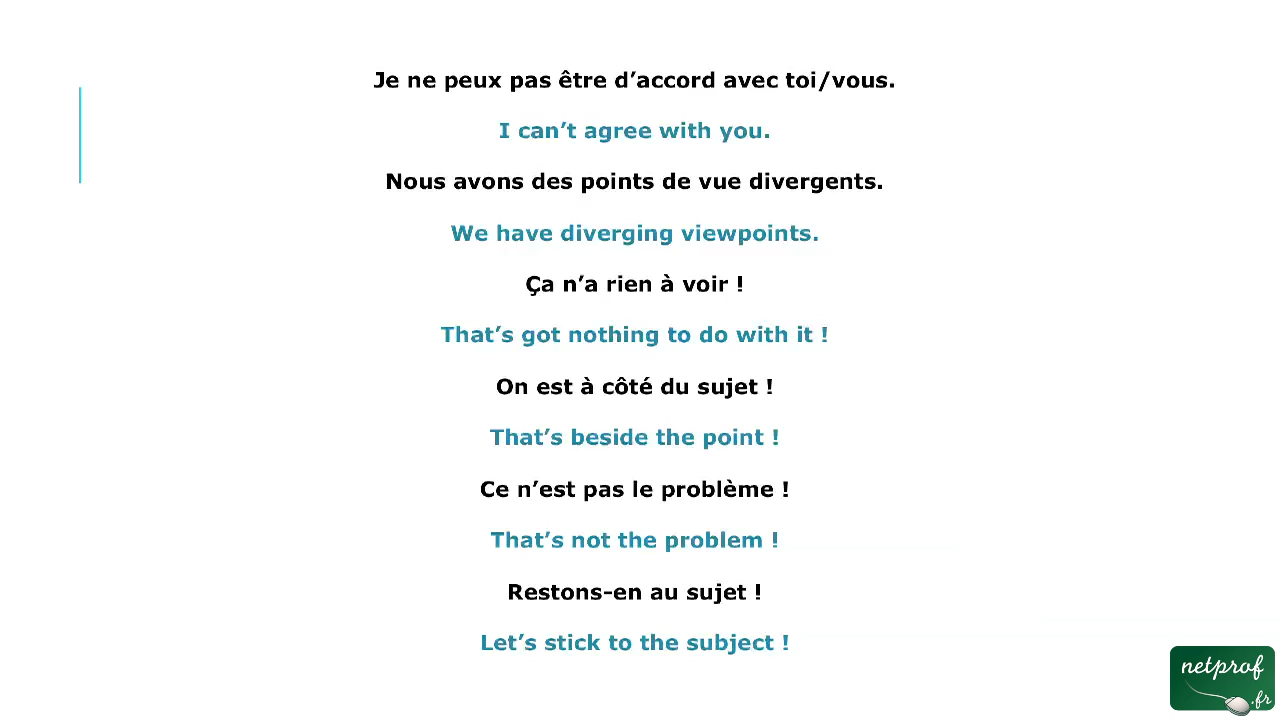 Je ne peux pas être d’accord avec toi/vous.
I can’t agree with you.
Nous avons des points de vue divergents.
We have diverging viewpoints.
Ça n’a rien à voir !
That’s got nothing to do with it !
On est à côté du sujet !
That’s beside the point !
Ce n’est pas le problème !
That’s not the problem !
Restons-en au sujet !
Let’s stick to the subject !
netprof
.fr